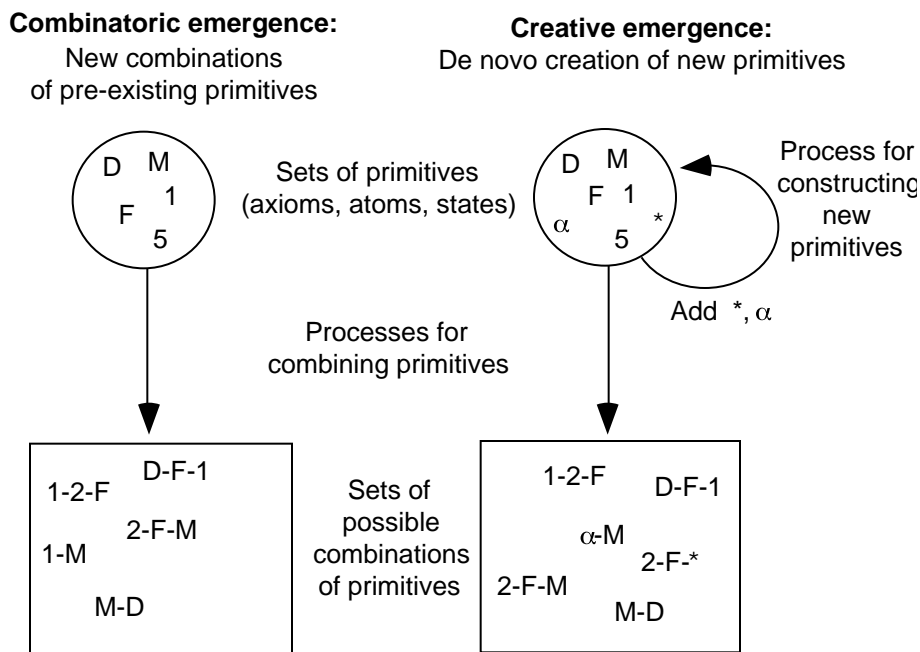 Combinatoric emergence:
New combinations
of pre-existing primitives
Creative emergence:
De novo creation of new primitives
D M
F 1
5
Sets of primitives
(axioms, atoms, states)
D M
F 1
α *
5
Process for
constructing
new
primitives
Add *, α
Processes for
combining primitives
D-F-1
1-2-F
2-F-M
1-M
M-D
Sets of
possible
combinations
of primitives
1-2-F
D-F-1
α-M
2-F-*
2-F-M
M-D